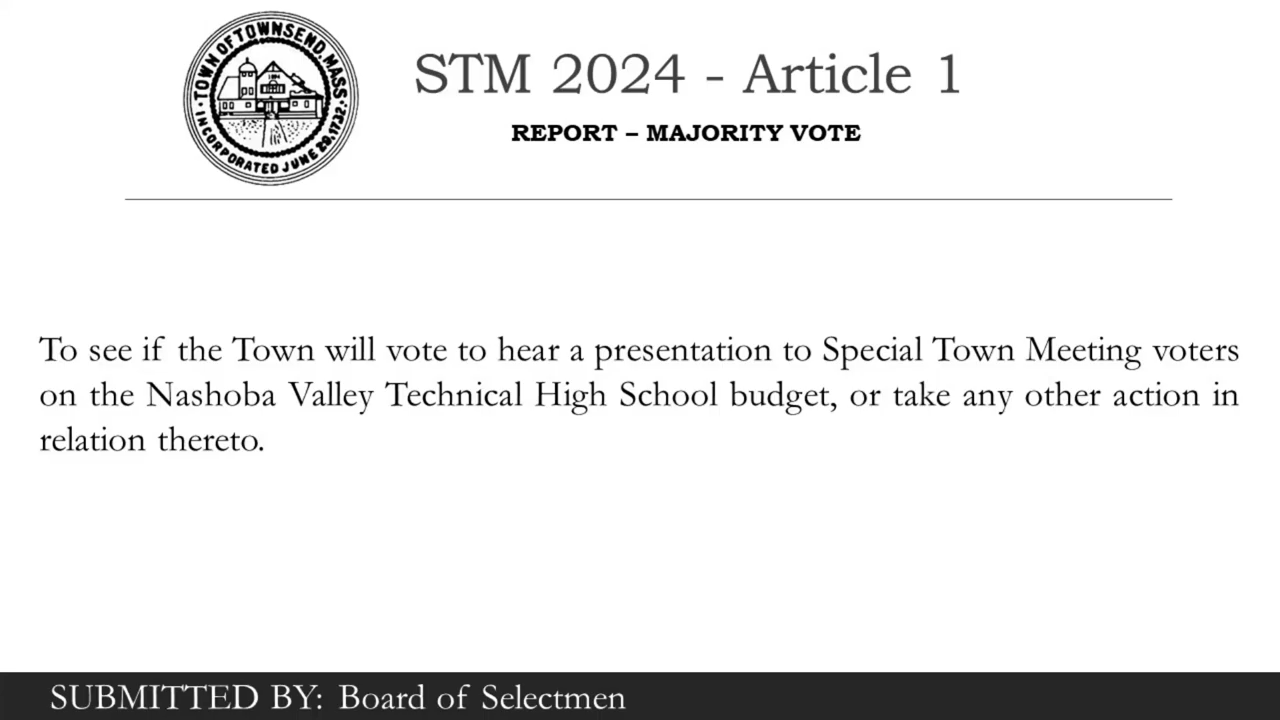 TOWN OF TOWNSEND, MASS.
INCORPORATED JUNE 29, 1732.
STM 2024 - Article 1
REPORT – MAJORITY VOTE
To see if the Town will vote to hear a presentation to Special Town Meeting voters
on the Nashoba Valley Technical High School budget, or take any other action in
relation thereto.
SUBMITTED BY: Board of Selectmen